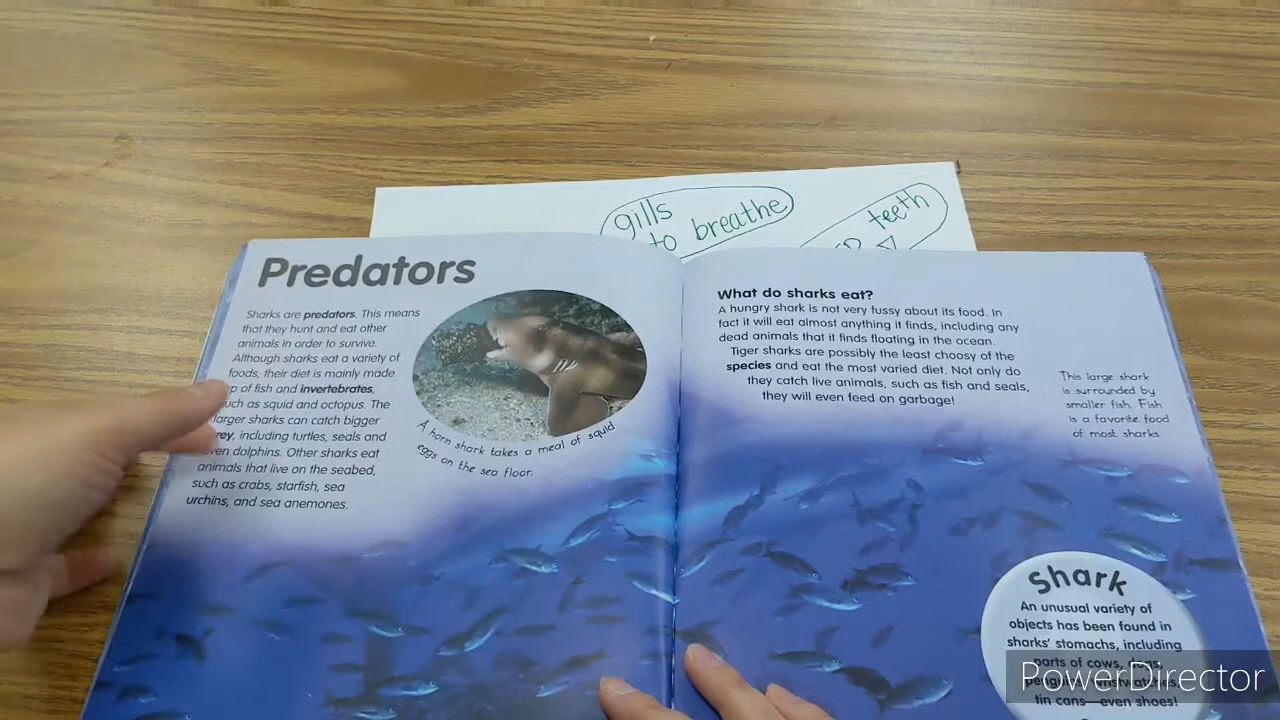 gills
to breathe
teeth
Predators
Sharks are predators. This means
that they hunt and eat other
animals in order to survive.
Although sharks eat a variety of
foods, their diet is mainly made
of fish and invertebrates,
such as squid and octopus. The
larger sharks can catch bigger
prey, including turtles, seals and
even dolphins. Other sharks eat
animals that live on the seabed,
such as crabs, starfish, sea
urchins, and sea anemones.
A horn shark takes a meal of squid
eggs on the sea floor.
What do sharks eat?
A hungry shark is not very fussy about its food. In
fact it will eat almost anything it finds, including any
dead animals that it finds floating in the ocean.
Tiger sharks are possibly the least choosy of the
species and eat the most varied diet. Not only do
they catch live animals, such as fish and seals,
they will even feed on garbage!
This large shark
is surrounded by
smaller fish. Fish
is a favorite food
of most sharks.
Shark
An unusual variety of
objects has been found in
sharks' stomachs, including
parts of cows, dogs,
tin cans—even shoes!
PowerDirector